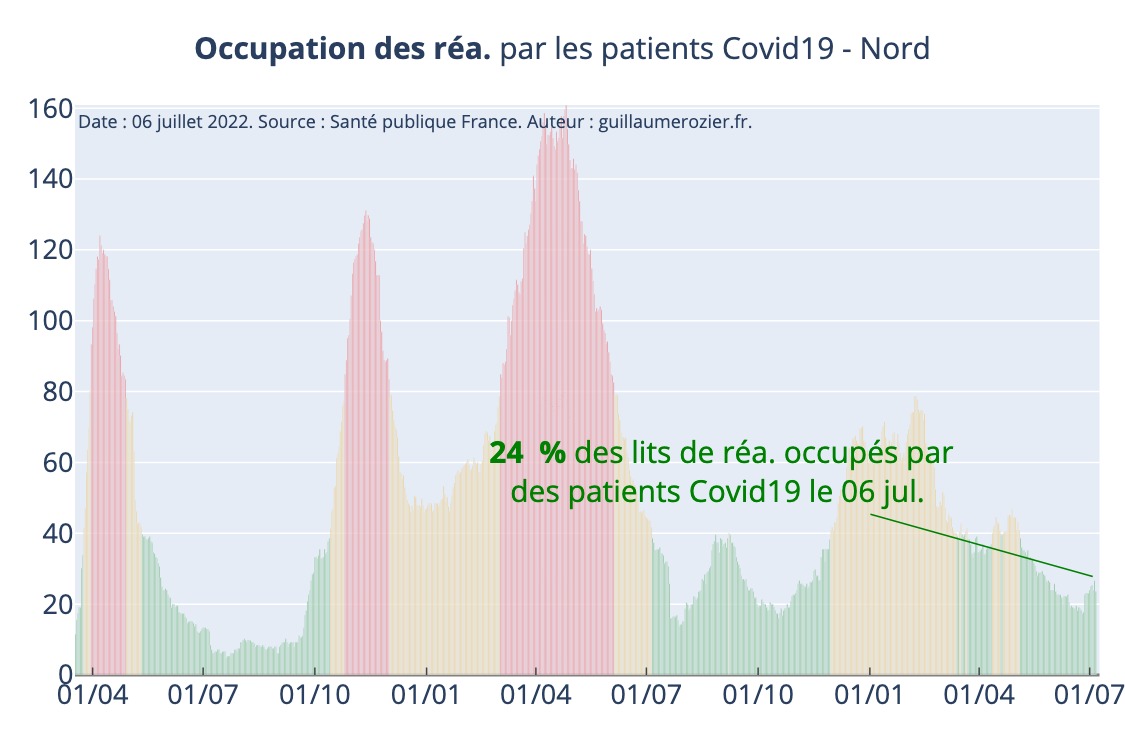 Occupation des réa. par les patients Covid19 - Nord
160
Date : 06 juillet 2022. Source : Santé publique France. Auteur : guillaumerozier.fr.
140
120
100
80
60
40
20
0
24 % des lits de réa. occupés par
des patients Covid19 le 06 jul.
01/04 01/07 01/10 01/01 01/04 01/07 01/10 01/01 01/04 01/07